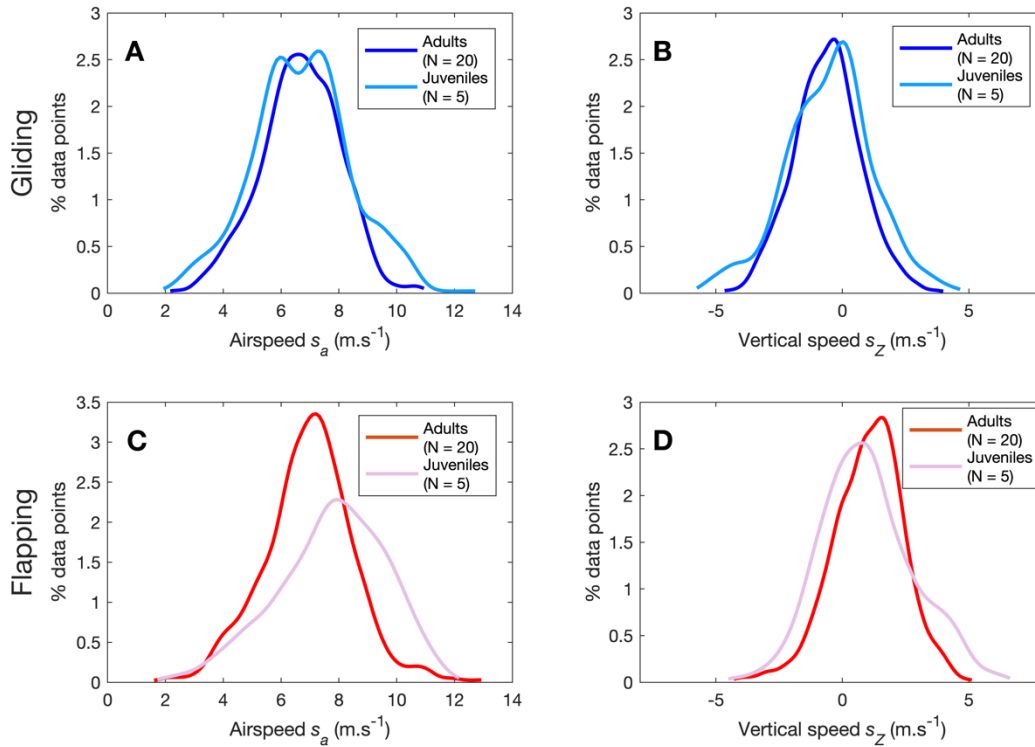 Gliding
A
% data points
3
2.5
2
1.5
1
0.5
0
0 2 4 6 8 10 12 14
Airspeed s_a (m.s⁻¹)
Adults
(N = 20)
Juveniles
(N = 5)
B
% data points
3
2.5
2
1.5
1
0.5
0
-5 0 5
Vertical speed s_Z (m.s⁻¹)
Adults
(N = 20)
Juveniles
(N = 5)
Flapping
C
% data points
3.5
3
2.5
2
1.5
1
0.5
0
0 2 4 6 8 10 12 14
Airspeed s_a (m.s⁻¹)
Adults
(N = 20)
Juveniles
(N = 5)
D
% data points
3
2.5
2
1.5
1
0.5
0
-5 0 5
Vertical speed s_Z (m.s⁻¹)
Adults
(N = 20)
Juveniles
(N = 5)